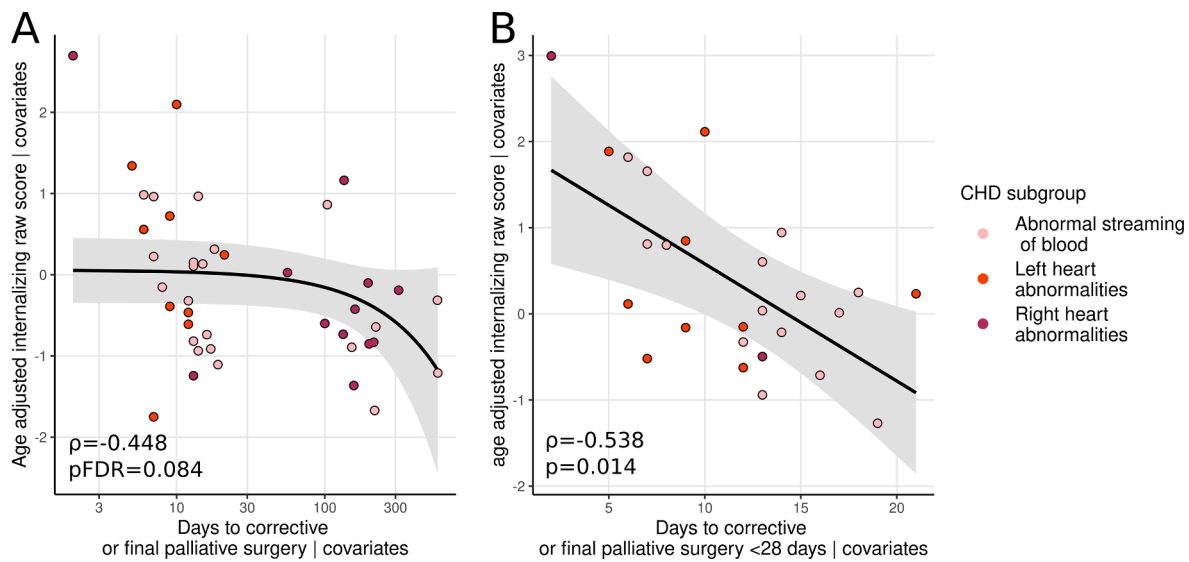 A
Age adjusted internalizing raw score | covariates
2
1
0
-1
-2
ρ=-0.448
pFDR=0.084
3
10
30
100
300
Days to corrective
or final palliative surgery | covariates
B
age adjusted internalizing raw score | covariates
3
2
1
0
-1
-2
ρ=-0.538
p=0.014
5
10
15
20
Days to corrective
or final palliative surgery <28 days | covariates
CHD subgroup
Abnormal streaming
of blood
Left heart
abnormalities
Right heart
abnormalities